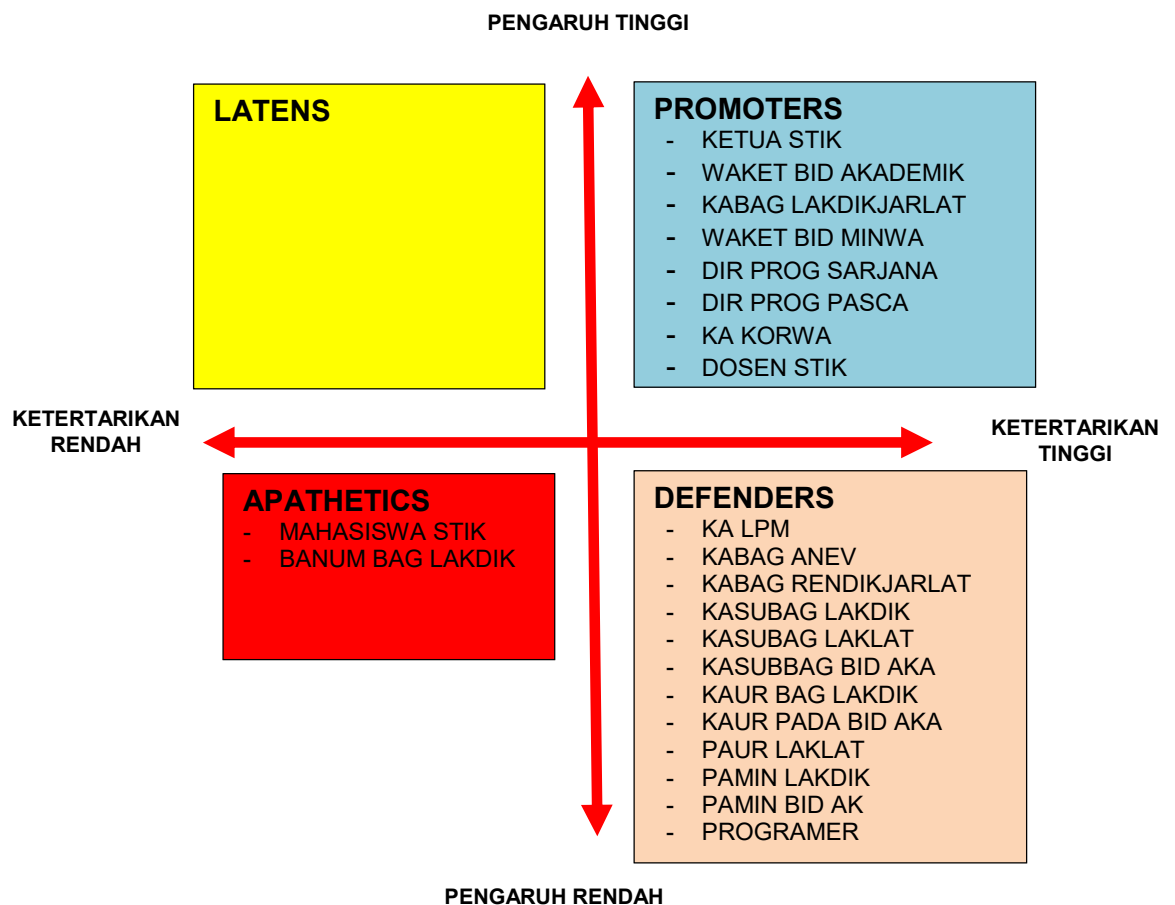 PENGARUH TINGGI
LATENS
PROMOTERS
- KETUA STIK
- WAKET BID AKADEMIK
- KABAG LAKDIKJARLAT
- WAKET BID MINWA
- DIR PROG SARJANA
- DIR PROG PASCA
- KA KORWA
- DOSEN STIK
KETERTARIKAN
RENDAH
KETERTARIKAN
TINGGI
APATHETICS
- MAHASISWA STIK
- BANUM BAG LAKDIK
DEFENDERS
- KA LPM
- KABAG ANEV
- KABAG RENDIKJARLAT
- KASUBAG LAKDIK
- KASUBAG LAKLAT
- KASUBBAG BID AKA
- KAUR BAG LAKDIK
- KAUR PADA BID AKA
- PAUR LAKLAT
- PAMIN LAKDIK
- PAMIN BID AK
- PROGRAMER
PENGARUH RENDAH